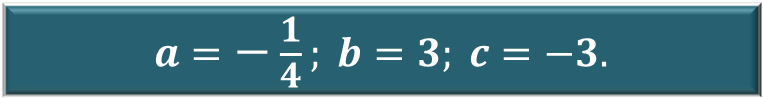 a = −1/4; b = 3; c = −3.